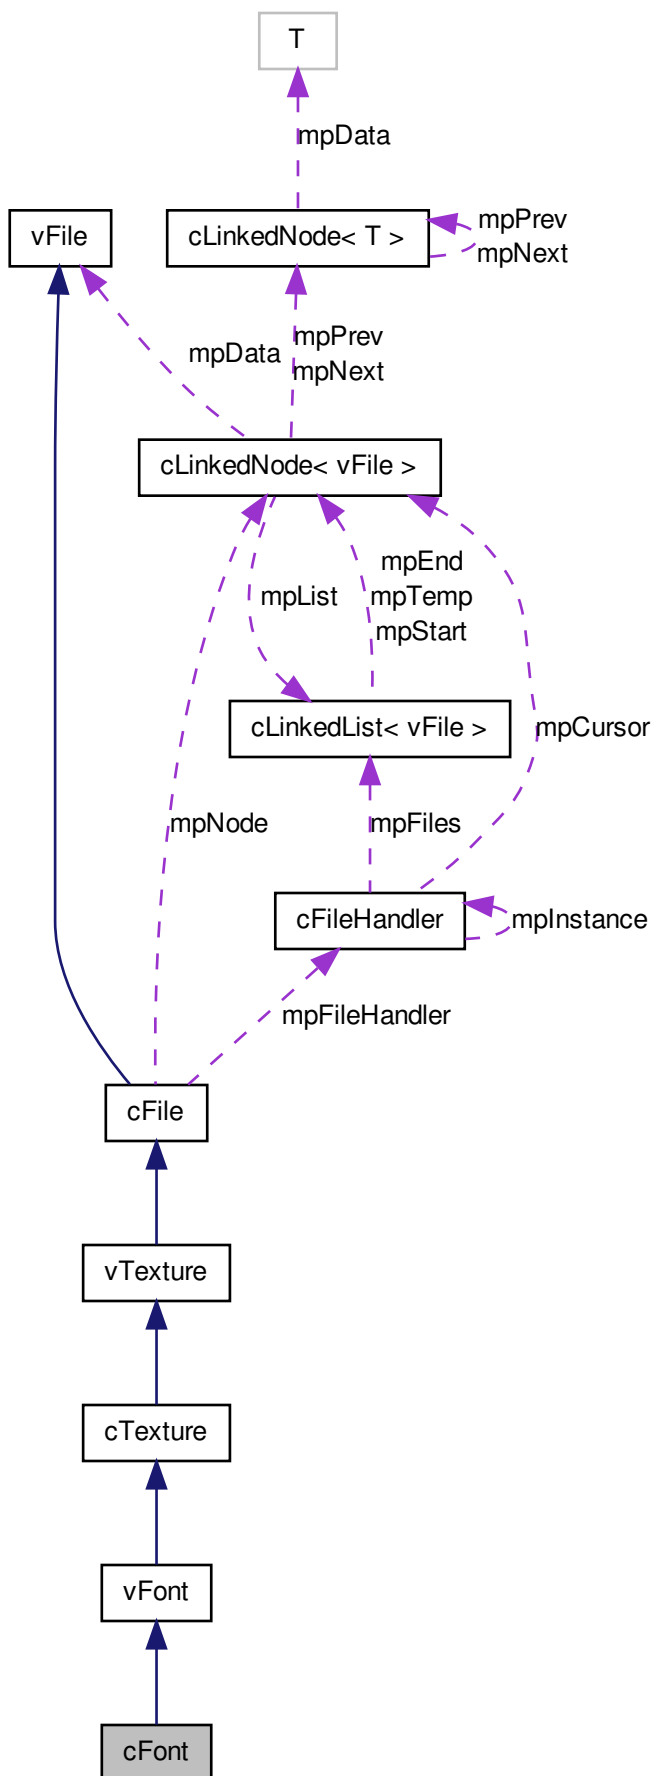 T
mpData
vFile
cLinkedNode< T >
mpPrev
mpNext
mpData
mpPrev
mpNext
cLinkedNode< vFile >
mpList
mpEnd
mpTemp
mpStart
cLinkedList< vFile >
mpCursor
mpNode
mpFiles
cFileHandler
mpInstance
mpFileHandler
cFile
vTexture
cTexture
vFont
cFont